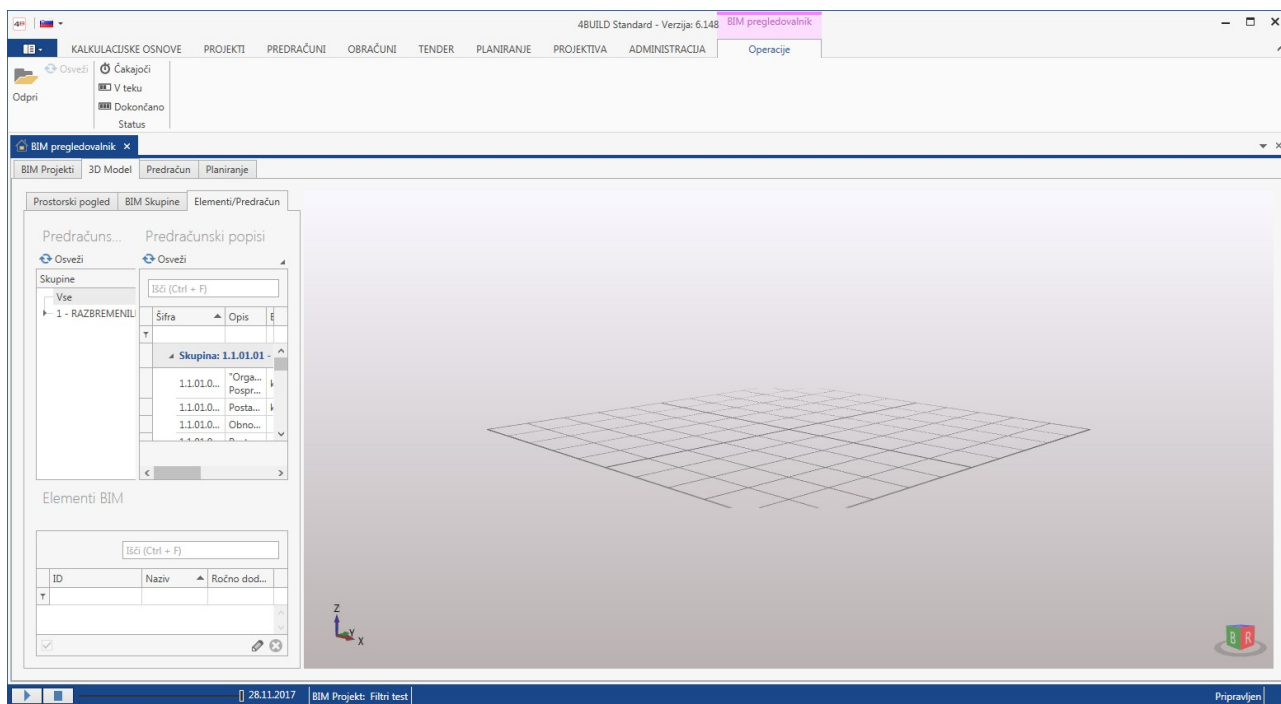 4B 4BUILD Standard - Verzija: 6.148 BIM pregledovalnik
KALKULACIJSKE OSNOVE PROJEKTI PREDRAČUNI OBRAČUNI TENDER PLANIRANJE PROJEKTIVA ADMINISTRACIJA Operacije
Odpri
Osveži
Čakajoči
V teku
Dokončano
Status
BIM pregledovalnik
BIM Projekti 3D Model Predračun Planiranje
Prostorski pogled BIM Skupine Elementi/Predračun
Predračuns... Predračunski popisi
Osveži Osveži
Skupine
Vse
1 - RAZBREMENIL
Išči (Ctrl + F)
Šifra Opis E
Skupina: 1.1.01.01 -
1.1.01.0... "Orga...
Pospr...
1.1.01.0... Posta...
1.1.01.0... Obno...
Elementi BIM
Išči (Ctrl + F)
ID Naziv Ročno dod...
Z
Y
X
B R
28.11.2017 BIM Projekt: Filtri test Pripravljen